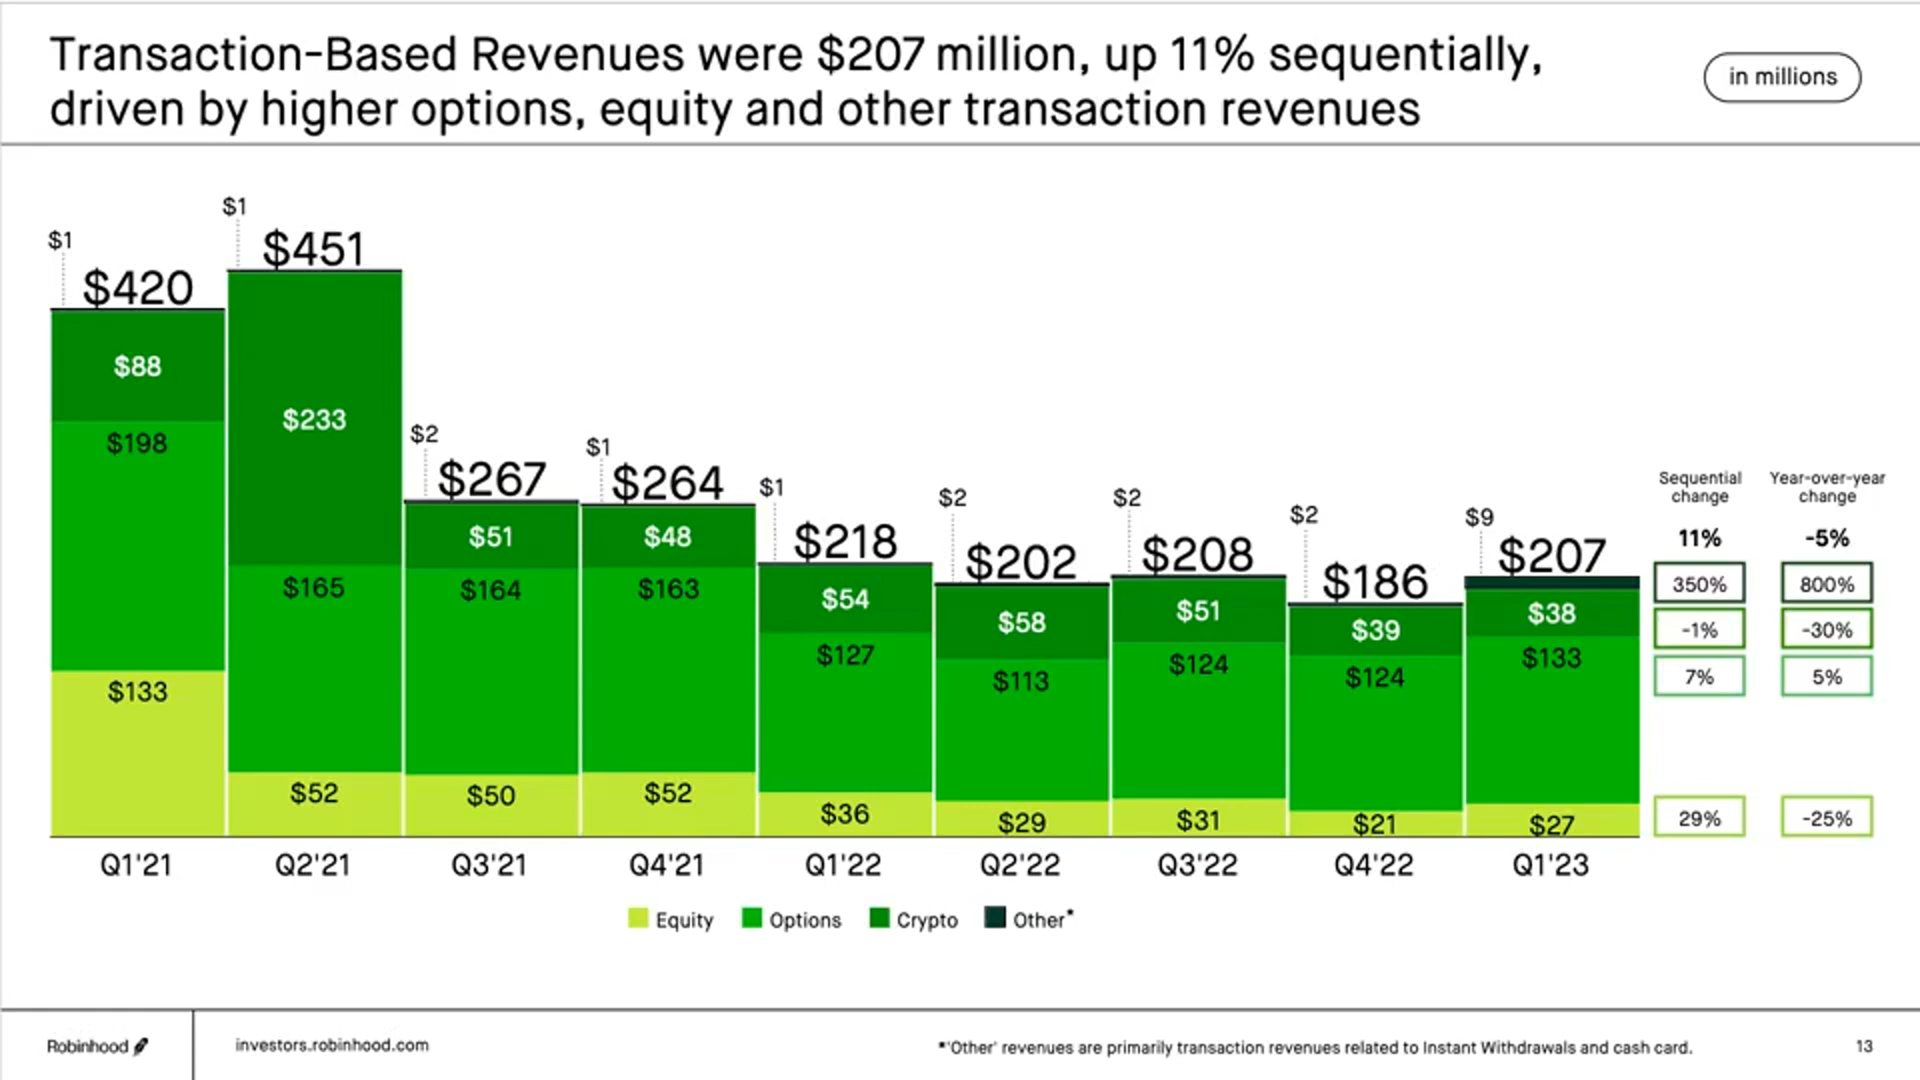 Transaction-Based Revenues were $207 million, up 11% sequentially,
driven by higher options, equity and other transaction revenues
in millions
$1
$420
$88
$198
$133
Q1'21
$1
$451
$233
$165
$52
Q2'21
$2
$267
$51
$164
$50
Q3'21
$1
$264
$48
$163
$52
Q4'21
$1
$218
$54
$127
$36
Q1'22
$2
$202
$58
$113
$29
Q2'22
$2
$208
$51
$124
$31
Q3'22
$2
$186
$39
$124
$21
Q4'22
$9
$207
$38
$133
$27
Q1'23
Sequential
change
11%
350%
-1%
7%
29%
Year-over-year
change
-5%
800%
-30%
5%
-25%
Equity Options Crypto Other*
Robinhood
investors.robinhood.com
*'Other' revenues are primarily transaction revenues related to Instant Withdrawals and cash card.
13